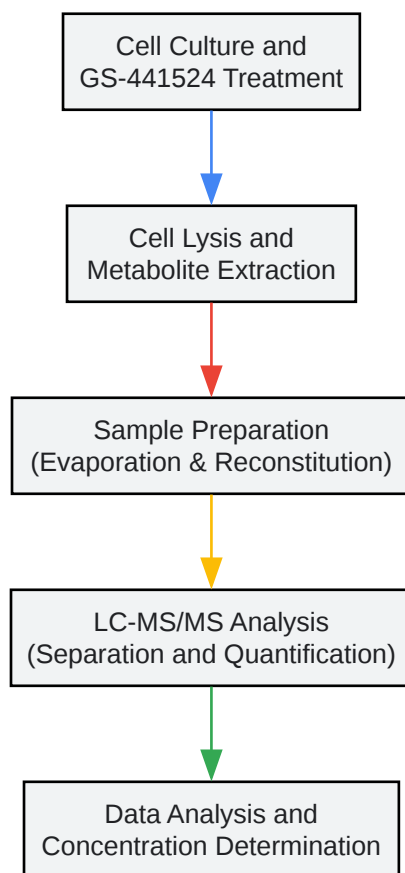 Cell Culture and
GS-441524 Treatment
Cell Lysis and
Metabolite Extraction
Sample Preparation
(Evaporation & Reconstitution)
LC-MS/MS Analysis
(Separation and Quantification)
Data Analysis and
Concentration Determination